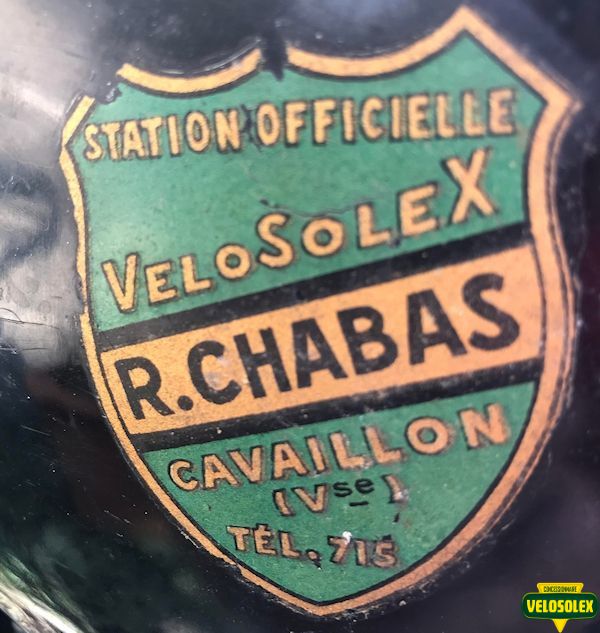 STATION OFFICIELLE
VELOSOLEX
R. CHABAS
CAVAILLON
(Vse)
TÉL. 715
CONCESSIONNAIRE
VELOSOLEX